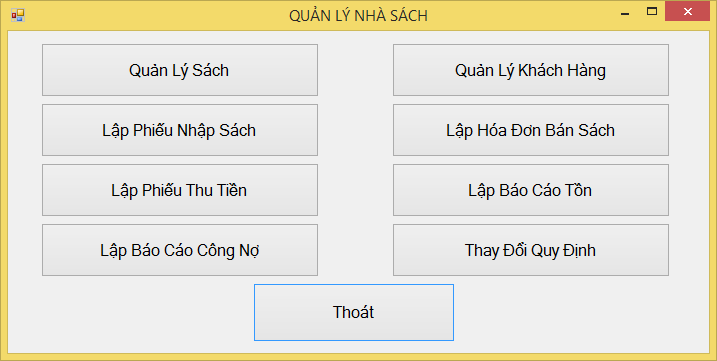 QUẢN LÝ NHÀ SÁCH
Quản Lý Sách
Quản Lý Khách Hàng
Lập Phiếu Nhập Sách
Lập Hóa Đơn Bán Sách
Lập Phiếu Thu Tiền
Lập Báo Cáo Tồn
Lập Báo Cáo Công Nợ
Thay Đổi Quy Định
Thoát